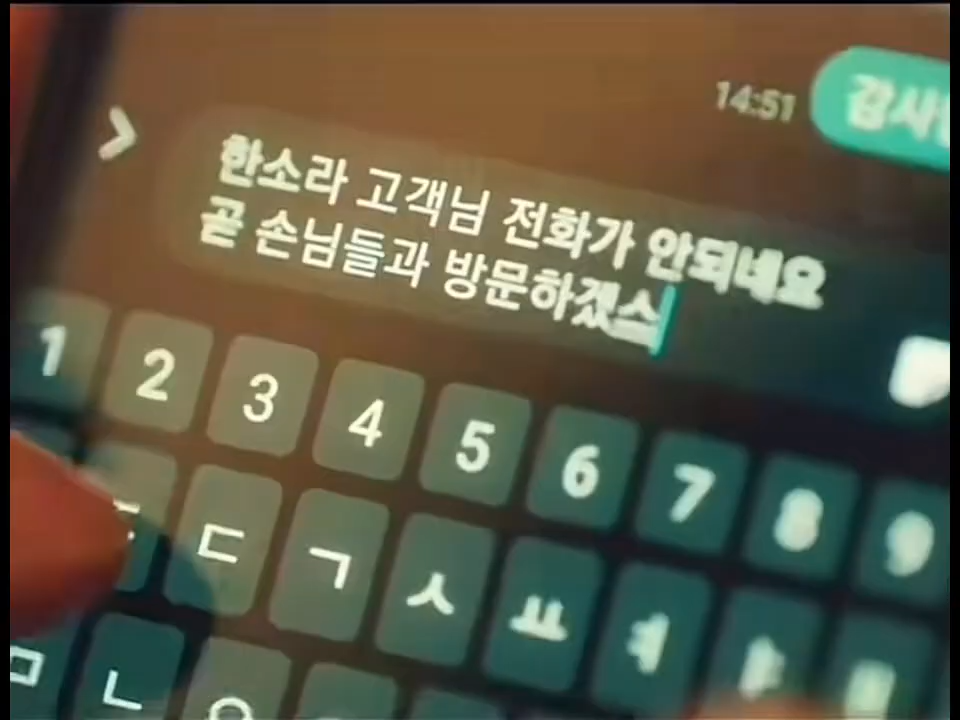 14:51
한소라 고객님 전화가 안되네요
곧 손님들과 방문하겠스
1 2 3 4 5 6 7 8 9
ㄷ ㄱ ㅅ ㅛ ㅕ ㅑ
ㅁ ㄴ ㅇ